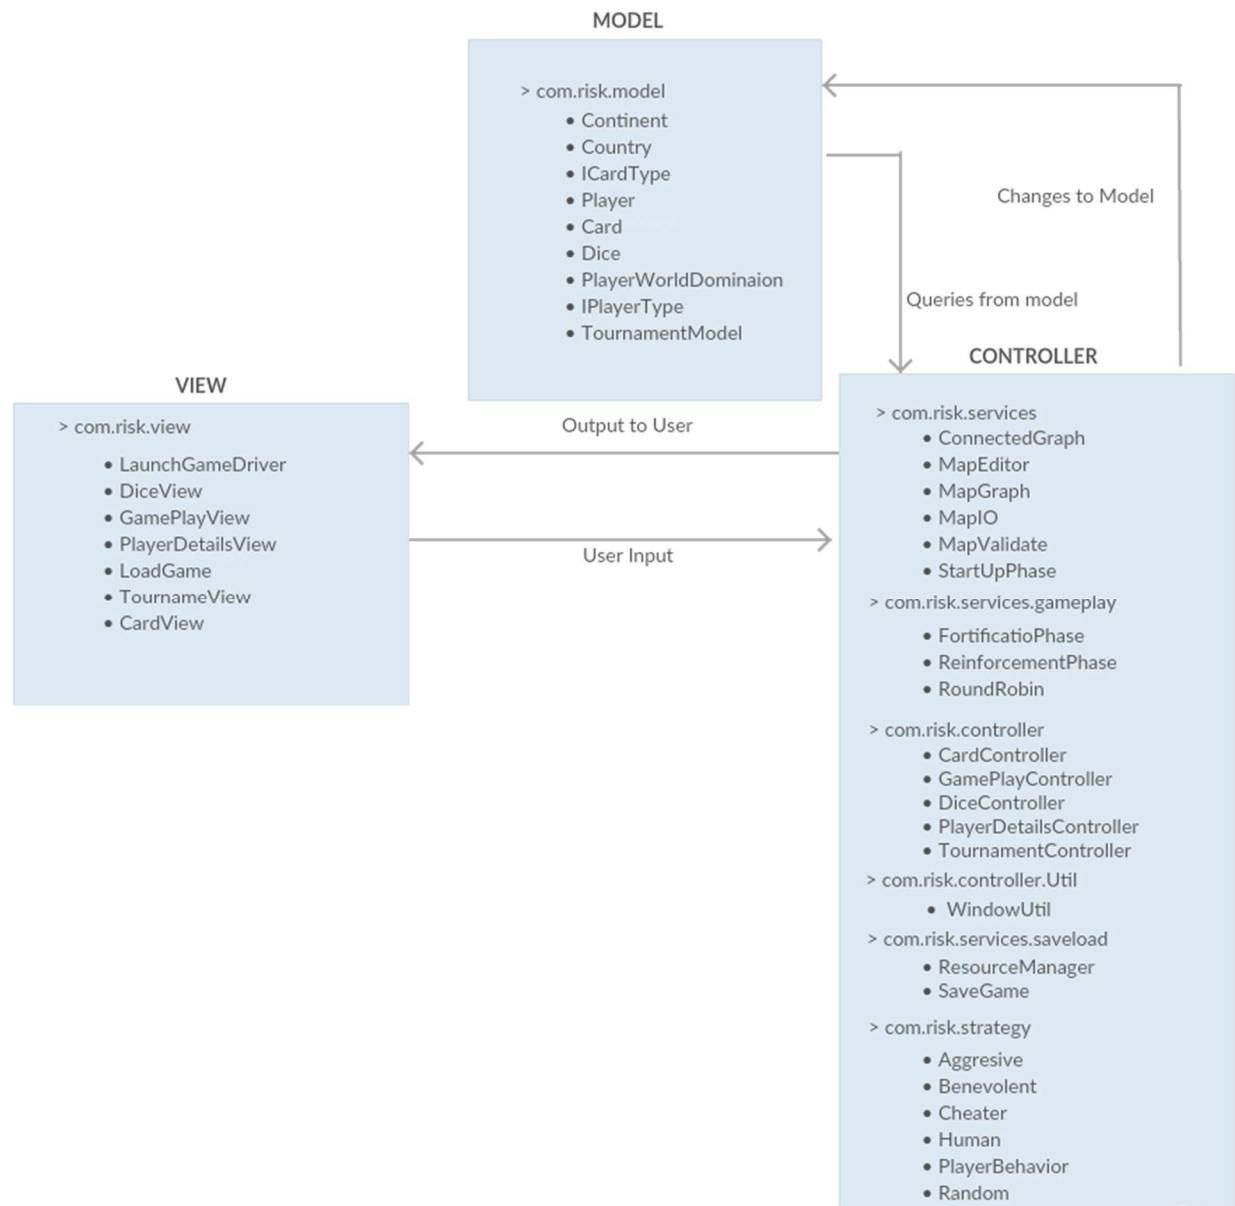 MODEL
> com.risk.model
• Continent
• Country
• ICardType
• Player
• Card
• Dice
• PlayerWorldDominaion
• IPlayerType
• TournamentModel
Changes to Model
Queries from model
VIEW
> com.risk.view
• LaunchGameDriver
• DiceView
• GamePlayView
• PlayerDetailsView
• LoadGame
• TournameView
• CardView
Output to User
User Input
CONTROLLER
> com.risk.services
• ConnectedGraph
• MapEditor
• MapGraph
• MapIO
• MapValidate
• StartUpPhase
> com.risk.services.gameplay
• FortificatioPhase
• ReinforcementPhase
• RoundRobin
> com.risk.controller
• CardController
• GamePlayController
• DiceController
• PlayerDetailsController
• TournamentController
> com.risk.controller.Util
• WindowUtil
> com.risk.services.saveload
• ResourceManager
• SaveGame
> com.risk.strategy
• Aggresive
• Benevolent
• Cheater
• Human
• PlayerBehavior
• Random